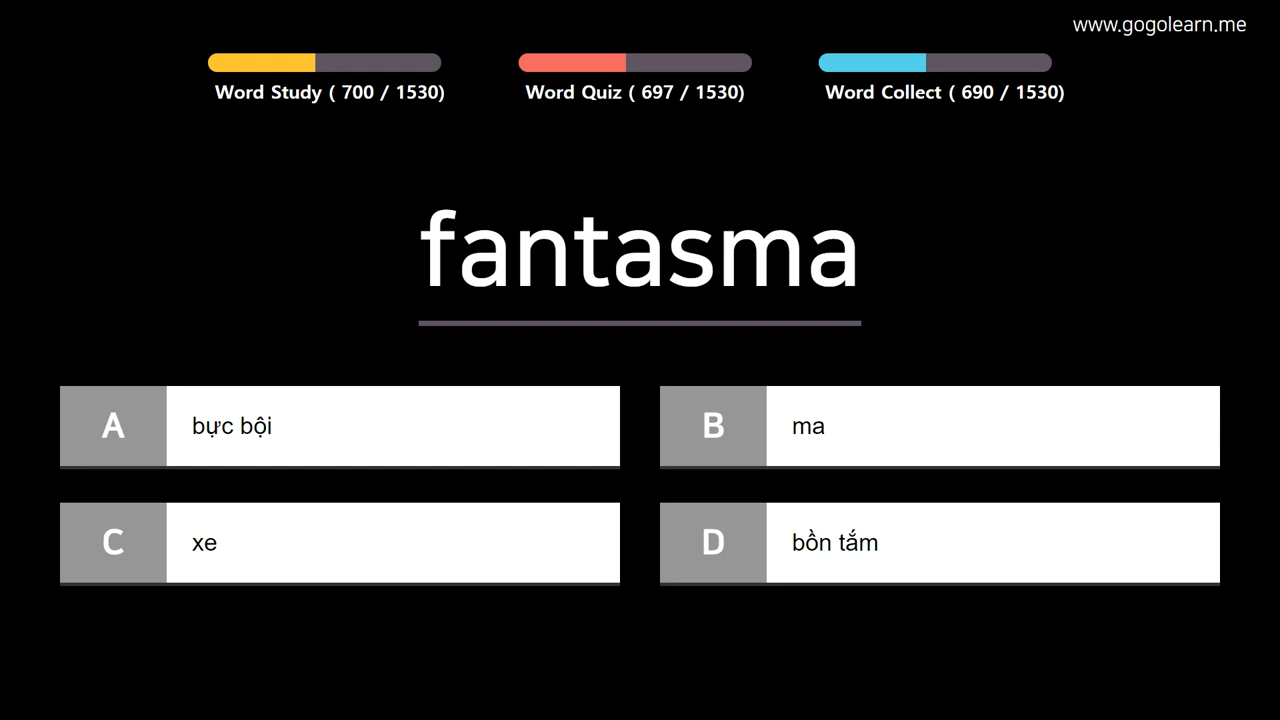 www.gogolearn.me
Word Study ( 700 / 1530)
Word Quiz ( 697 / 1530)
Word Collect ( 690 / 1530)
fantasma
A
bực bội
B
ma
C
xe
D
bồn tắm